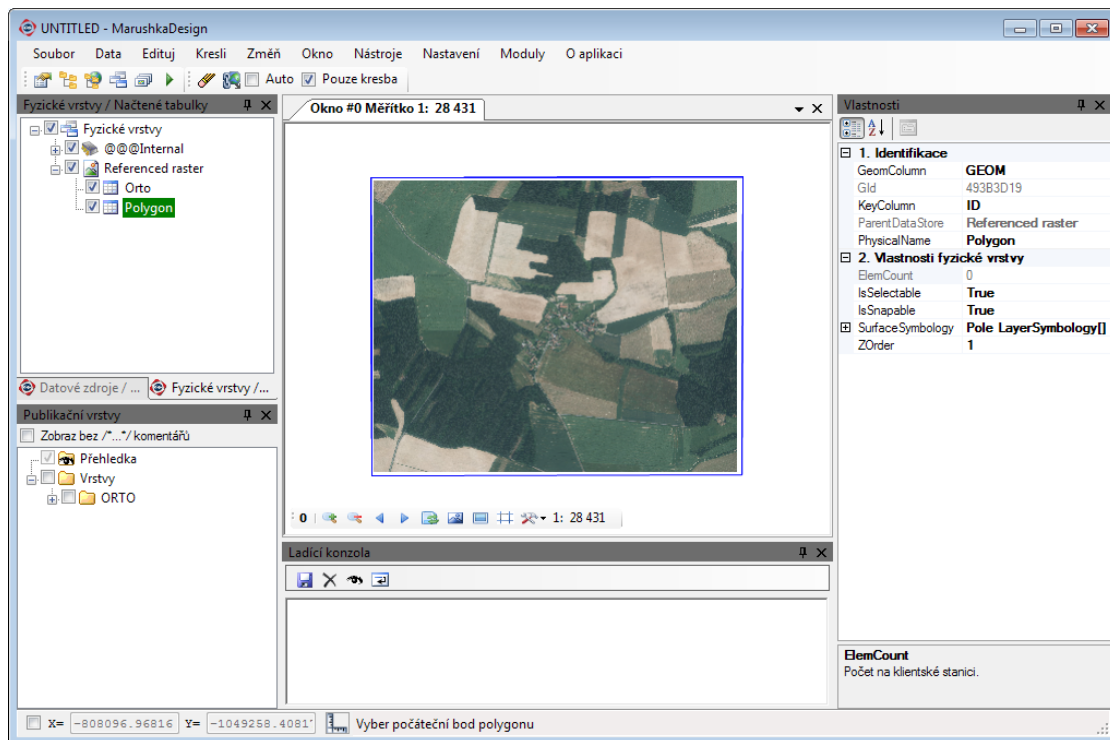 UNTITLED - MarushkaDesign
Soubor Data Edituj Kresli Změň Okno Nástroje Nastavení Moduly O aplikaci
Auto Pouze kresba
Fyzické vrstvy / Načtené tabulky
Fyzické vrstvy
@@@Internal
Referenced raster
Orto
Polygon
Datové zdroje / ... Fyzické vrstvy /...
Publikační vrstvy
Zobraz bez /*...*/ komentářů
Přehledka
Vrstvy
ORTO
Okno #0 Měřítko 1: 28 431
0 1: 28 431
Ladící konzola
Vlastnosti
1. Identifikace
GeomColumn GEOM
GId 493B3D19
KeyColumn ID
ParentDataStore Referenced raster
PhysicalName Polygon
2. Vlastnosti fyzické vrstvy
ElemCount 0
IsSelectable True
IsSnapable True
SurfaceSymbology Pole LayerSymbology[]
ZOrder 1
ElemCount
Počet na klientské stanici.
X= -808096.96816 Y= -1049258.4081 Vyber počáteční bod polygonu